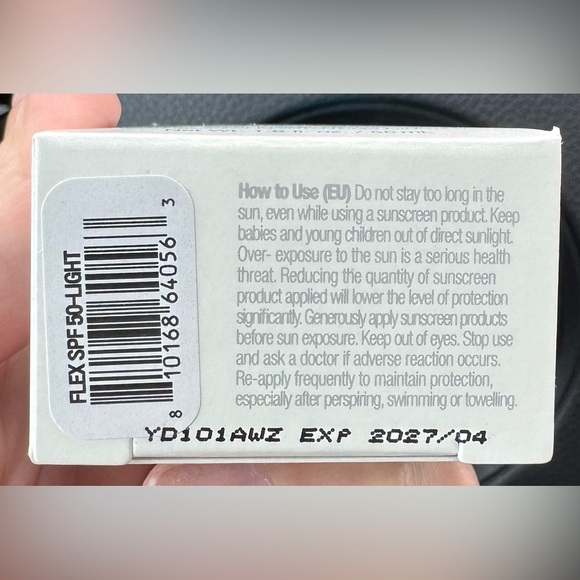 How to Use (EU) Do not stay too long in the
sun, even while using a sunscreen product. Keep
babies and young children out of direct sunlight.
Over- exposure to the sun is a serious health
threat. Reducing the quantity of sunscreen
product applied will lower the level of protection
significantly. Generously apply sunscreen products
before sun exposure. Keep out of eyes. Stop use
and ask a doctor if adverse reaction occurs.
Re-apply frequently to maintain protection,
especially after perspiring, swimming or towelling.
FLEX SPF 50-LIGHT
8 10168 64056 3
YD101AWZ EXP 2027/04